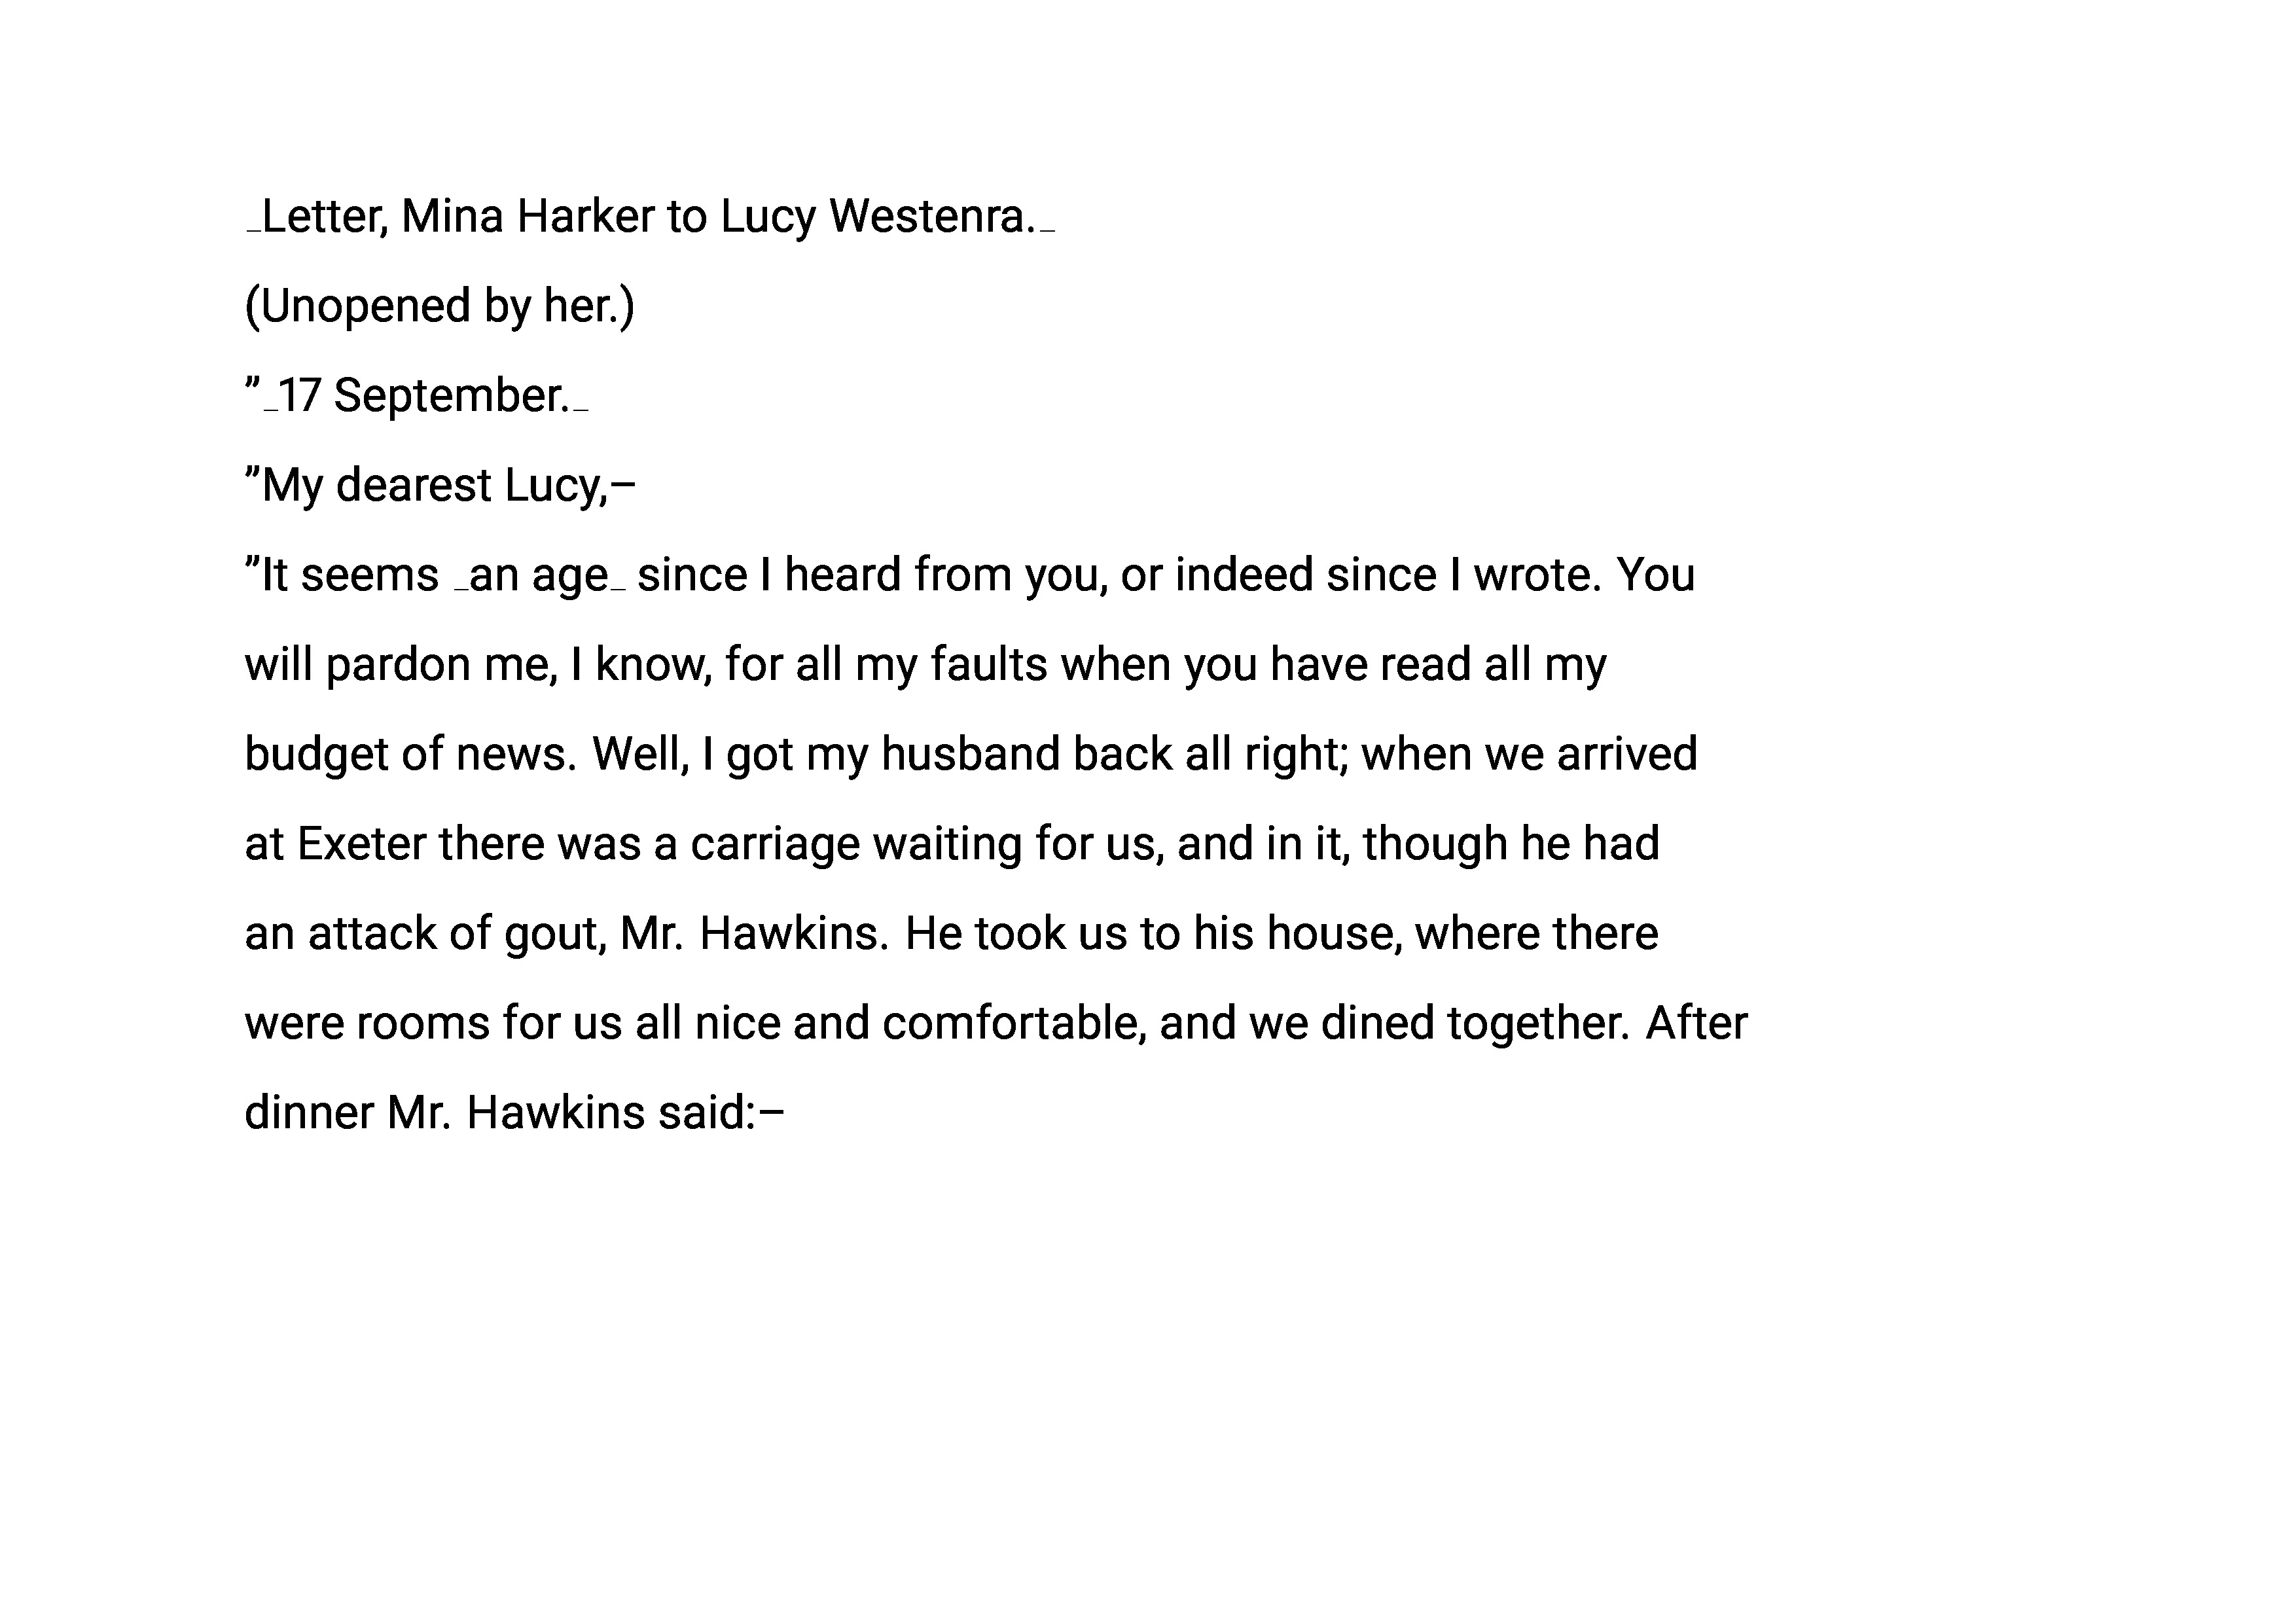 _Letter, Mina Harker to Lucy Westenra._
(Unopened by her.)
”_17 September._
”My dearest Lucy,–
”It seems _an age_ since I heard from you, or indeed since I wrote. You
will pardon me, I know, for all my faults when you have read all my
budget of news. Well, I got my husband back all right; when we arrived
at Exeter there was a carriage waiting for us, and in it, though he had
an attack of gout, Mr. Hawkins. He took us to his house, where there
were rooms for us all nice and comfortable, and we dined together. After
dinner Mr. Hawkins said:–